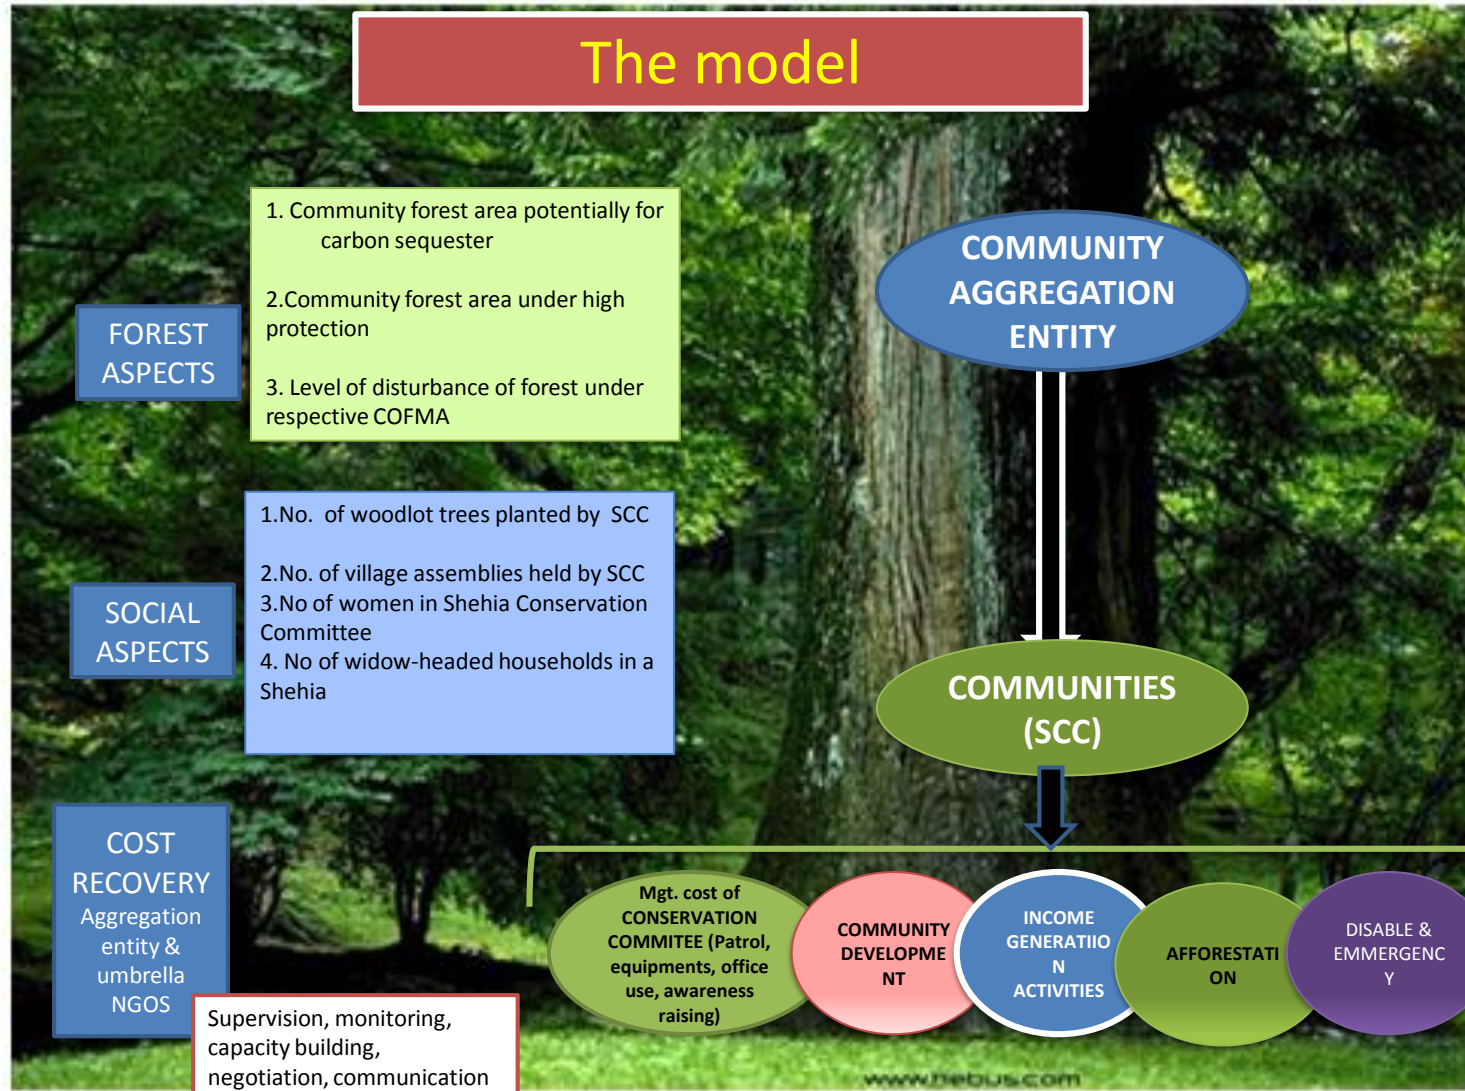 The model
1. Community forest area potentially for
carbon sequester
2.Community forest area under high
protection
3. Level of disturbance of forest under
respective COFMA
FOREST
ASPECTS
COMMUNITY
AGGREGATION
ENTITY
1.No. of woodlot trees planted by SCC
2.No. of village assemblies held by SCC
3.No of women in Shehia Conservation
Committee
4. No of widow-headed households in a
Shehia
SOCIAL
ASPECTS
COMMUNITIES
(SCC)
COST
RECOVERY
Aggregation
entity &
umbrella
NGOS
Supervision, monitoring,
capacity building,
negotiation, communication
Mgt. cost of
CONSERVATION
COMMITEE (Patrol,
equipments, office
use, awareness
raising)
COMMUNITY
DEVELOPME
NT
INCOME
GENERATIIO
N
ACTIVITIES
AFFORESTATI
ON
DISABLE &
EMMERGENC
Y
www.hebus.com